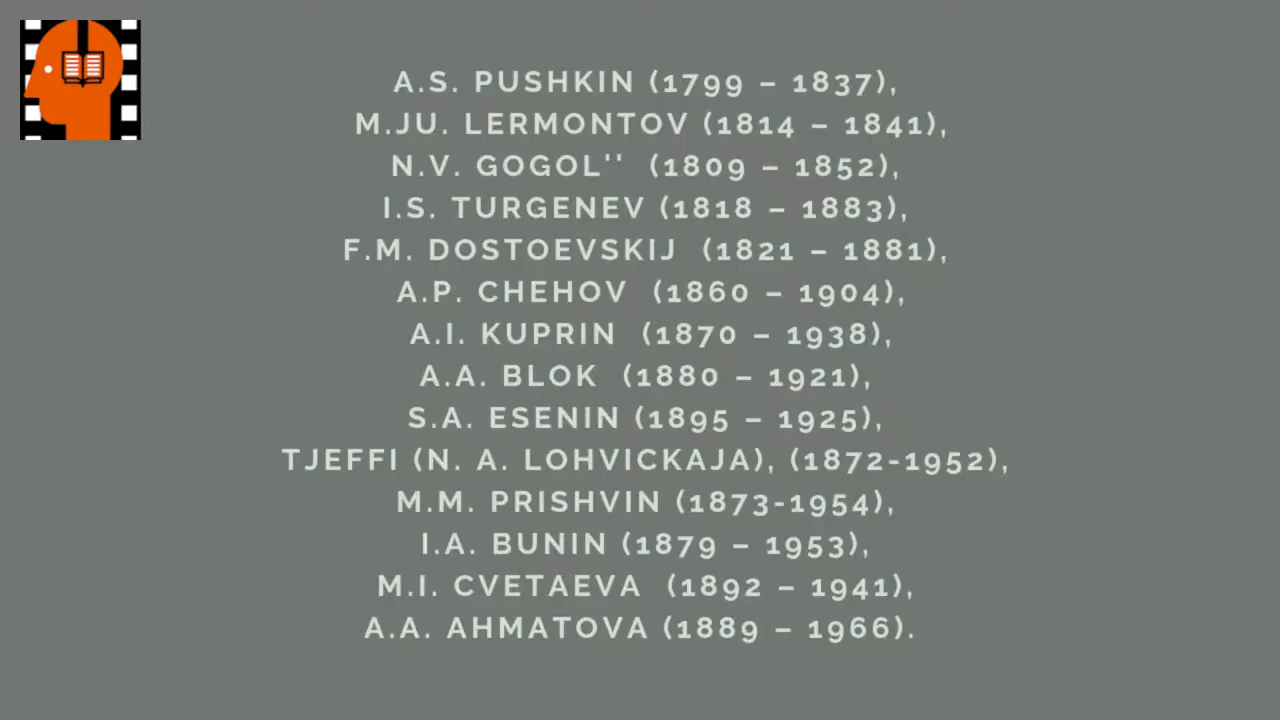 A.S. PUSHKIN (1799 – 1837),
M.JU. LERMONTOV (1814 – 1841),
N.V. GOGOL'' (1809 – 1852),
I.S. TURGENEV (1818 – 1883),
F.M. DOSTOEVSKIJ (1821 – 1881),
A.P. CHEHOV (1860 – 1904),
A.I. KUPRIN (1870 – 1938),
A.A. BLOK (1880 – 1921),
S.A. ESENIN (1895 – 1925),
TJEFFI (N. A. LOHVICKAJA), (1872-1952),
M.M. PRISHVIN (1873-1954),
I.A. BUNIN (1879 – 1953),
M.I. CVETAEVA (1892 – 1941),
A.A. AHMATOVA (1889 – 1966).